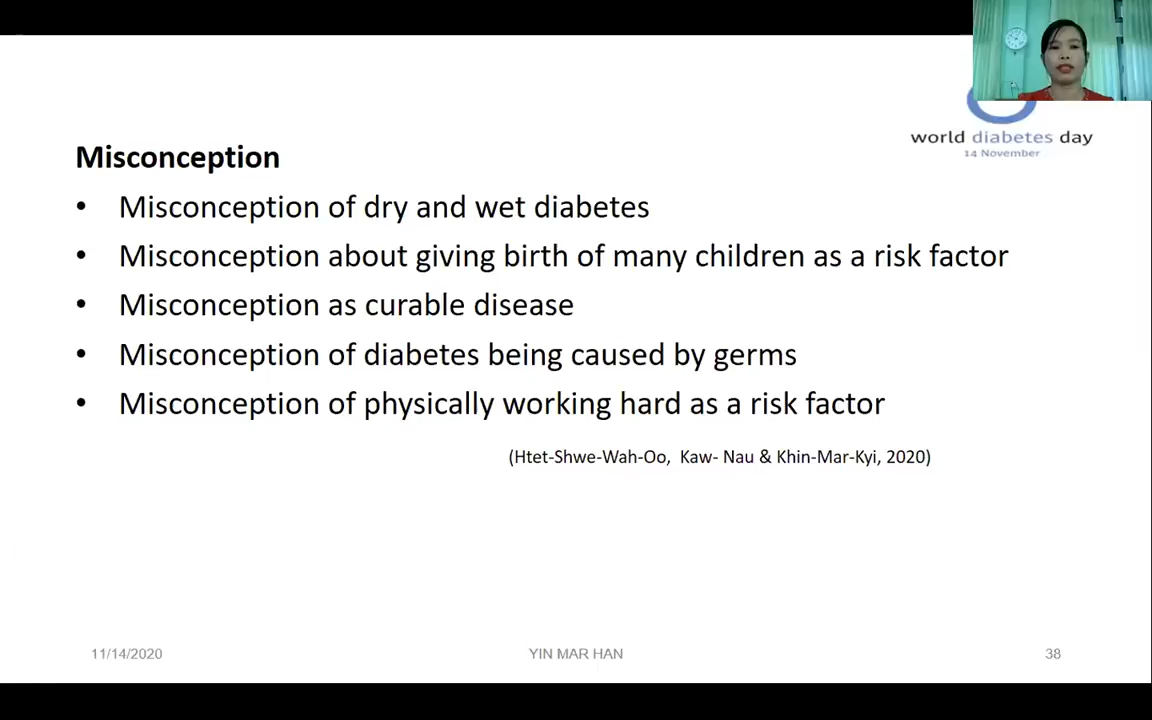 world diabetes day
14 November
Misconception
• Misconception of dry and wet diabetes
• Misconception about giving birth of many children as a risk factor
• Misconception as curable disease
• Misconception of diabetes being caused by germs
• Misconception of physically working hard as a risk factor
(Htet-Shwe-Wah-Oo, Kaw- Nau & Khin-Mar-Kyi, 2020)
11/14/2020
YIN MAR HAN
38